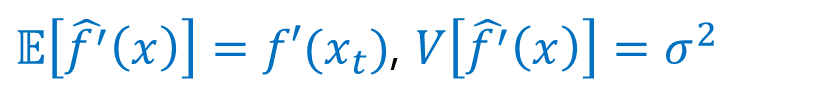 𝔼[f̂′(x)] = f′(xₜ), V[f̂′(x)] = σ²